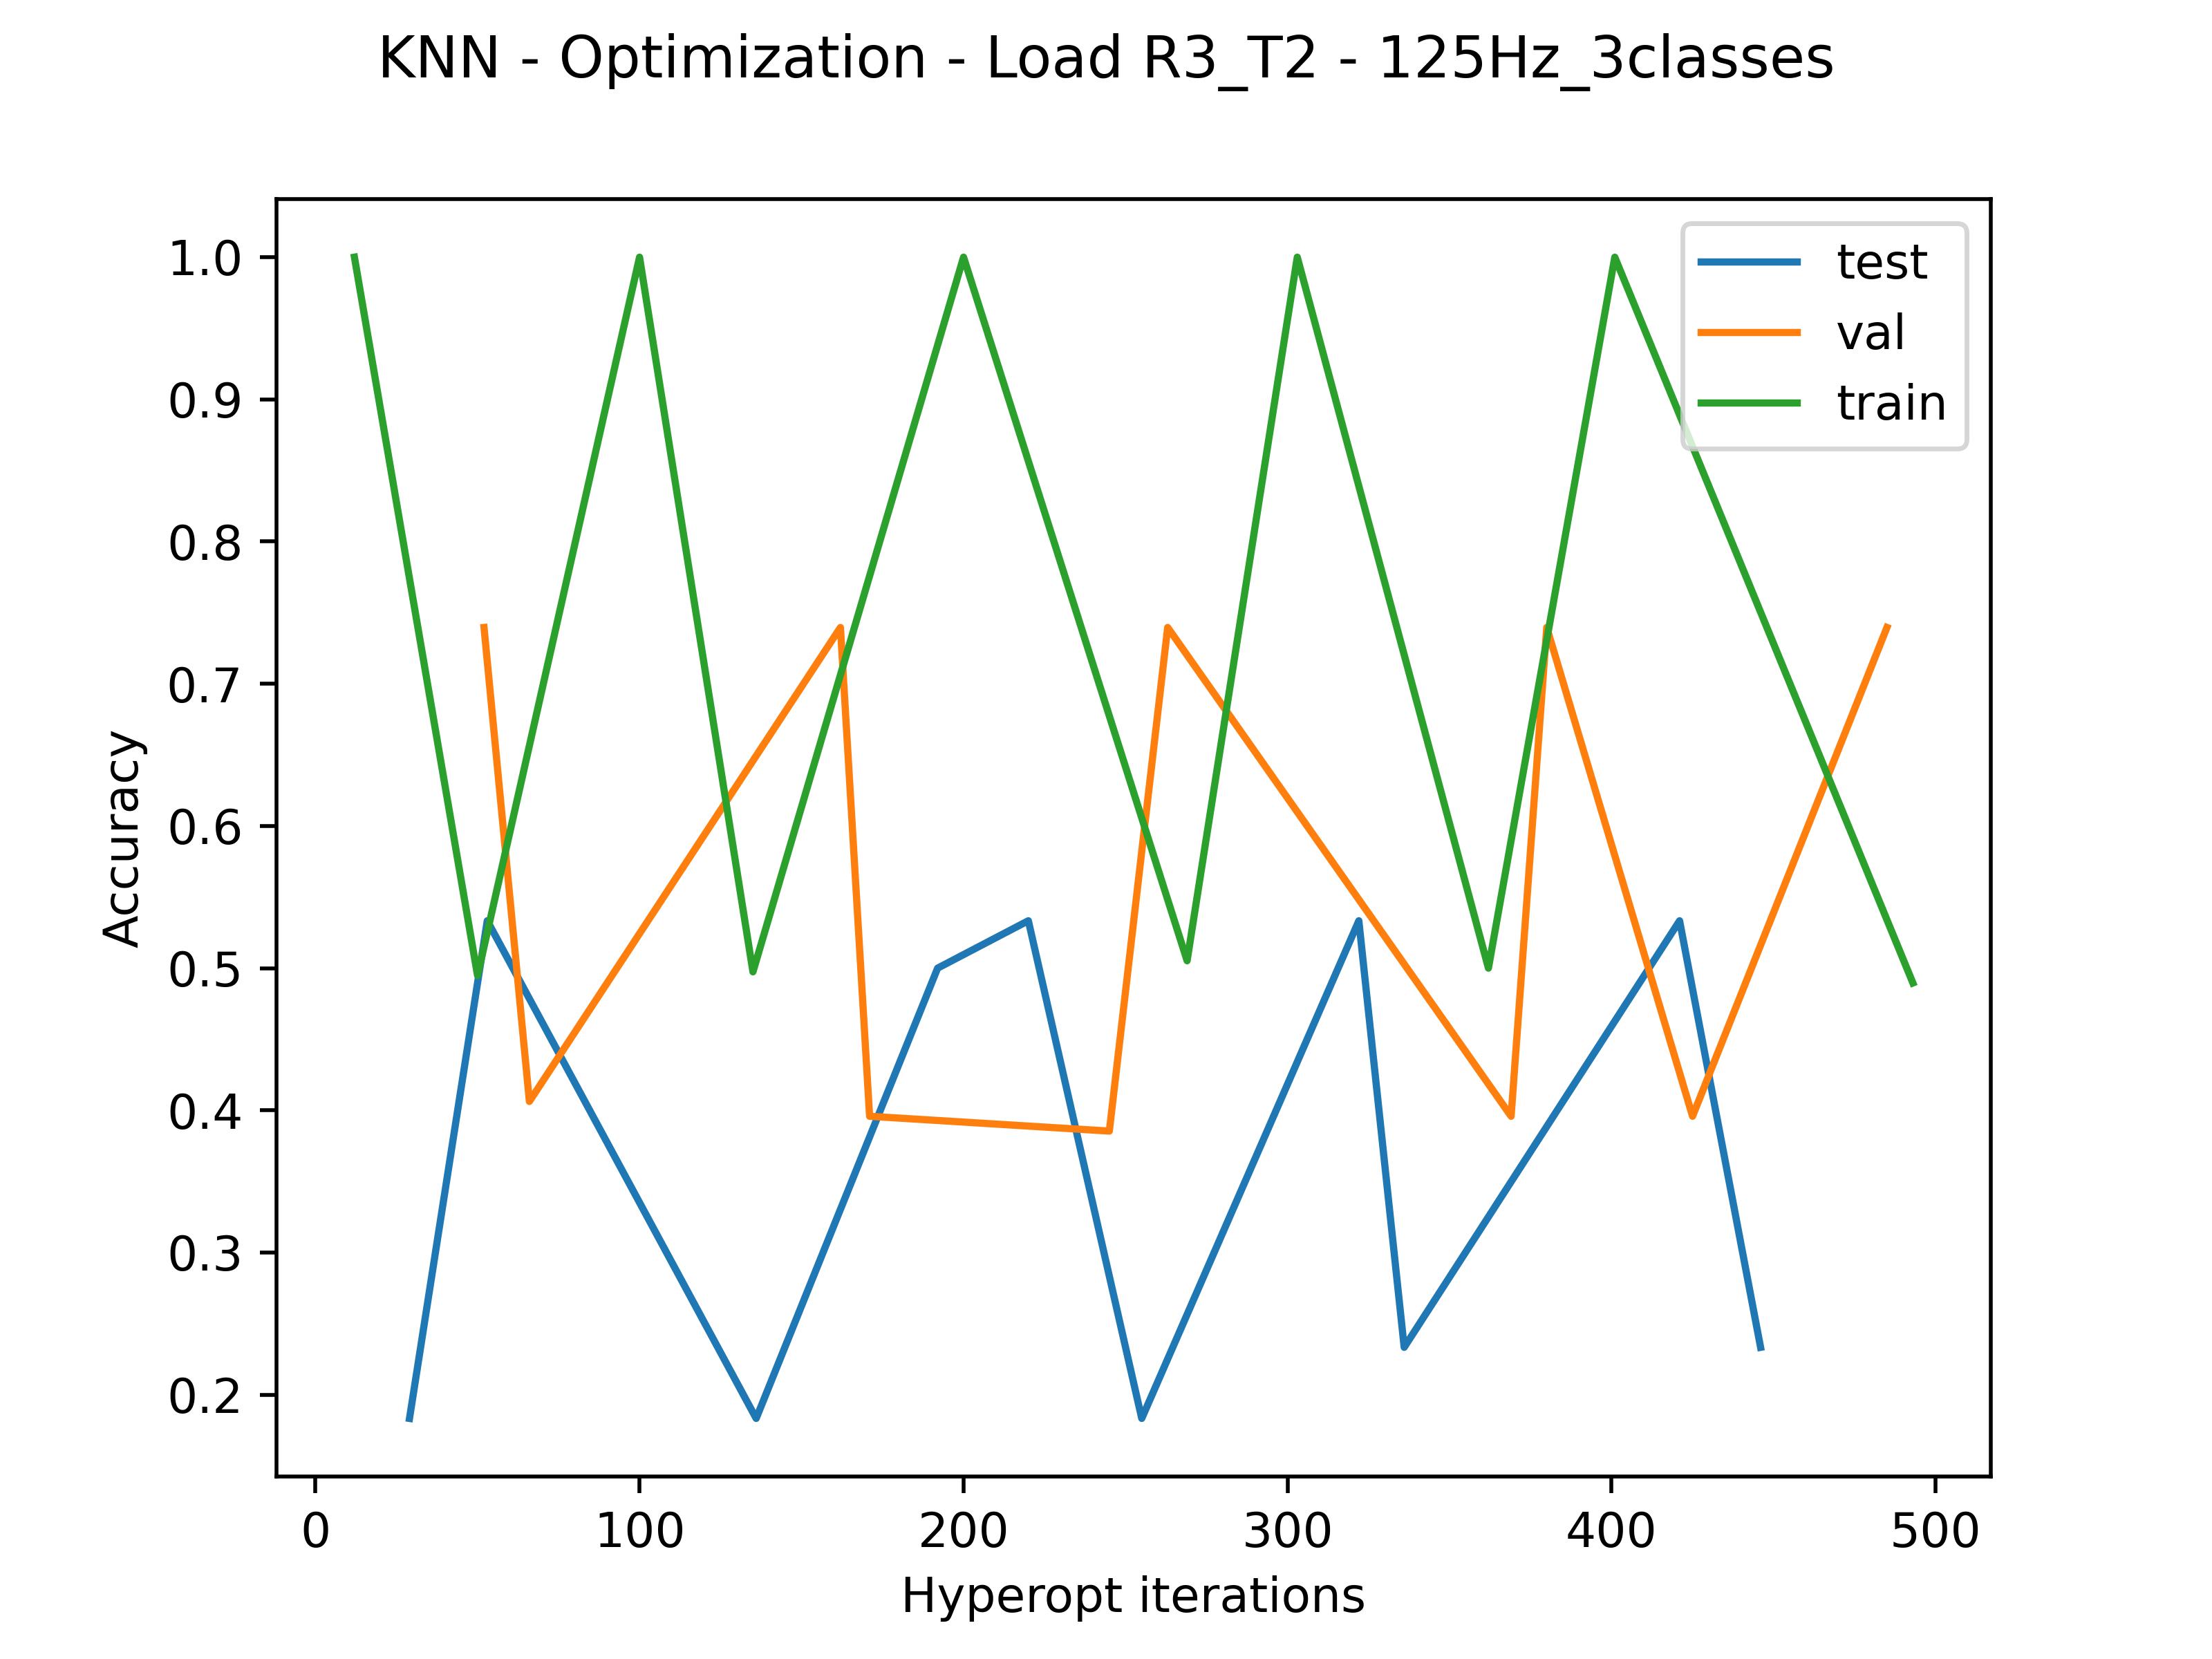 KNN - Optimization - Load R3_T2 - 125Hz_3classes
test
val
train
1.0
0.9
0.8
0.7
0.6
0.5
0.4
0.3
0.2
Accuracy
0 100 200 300 400 500
Hyperopt iterations